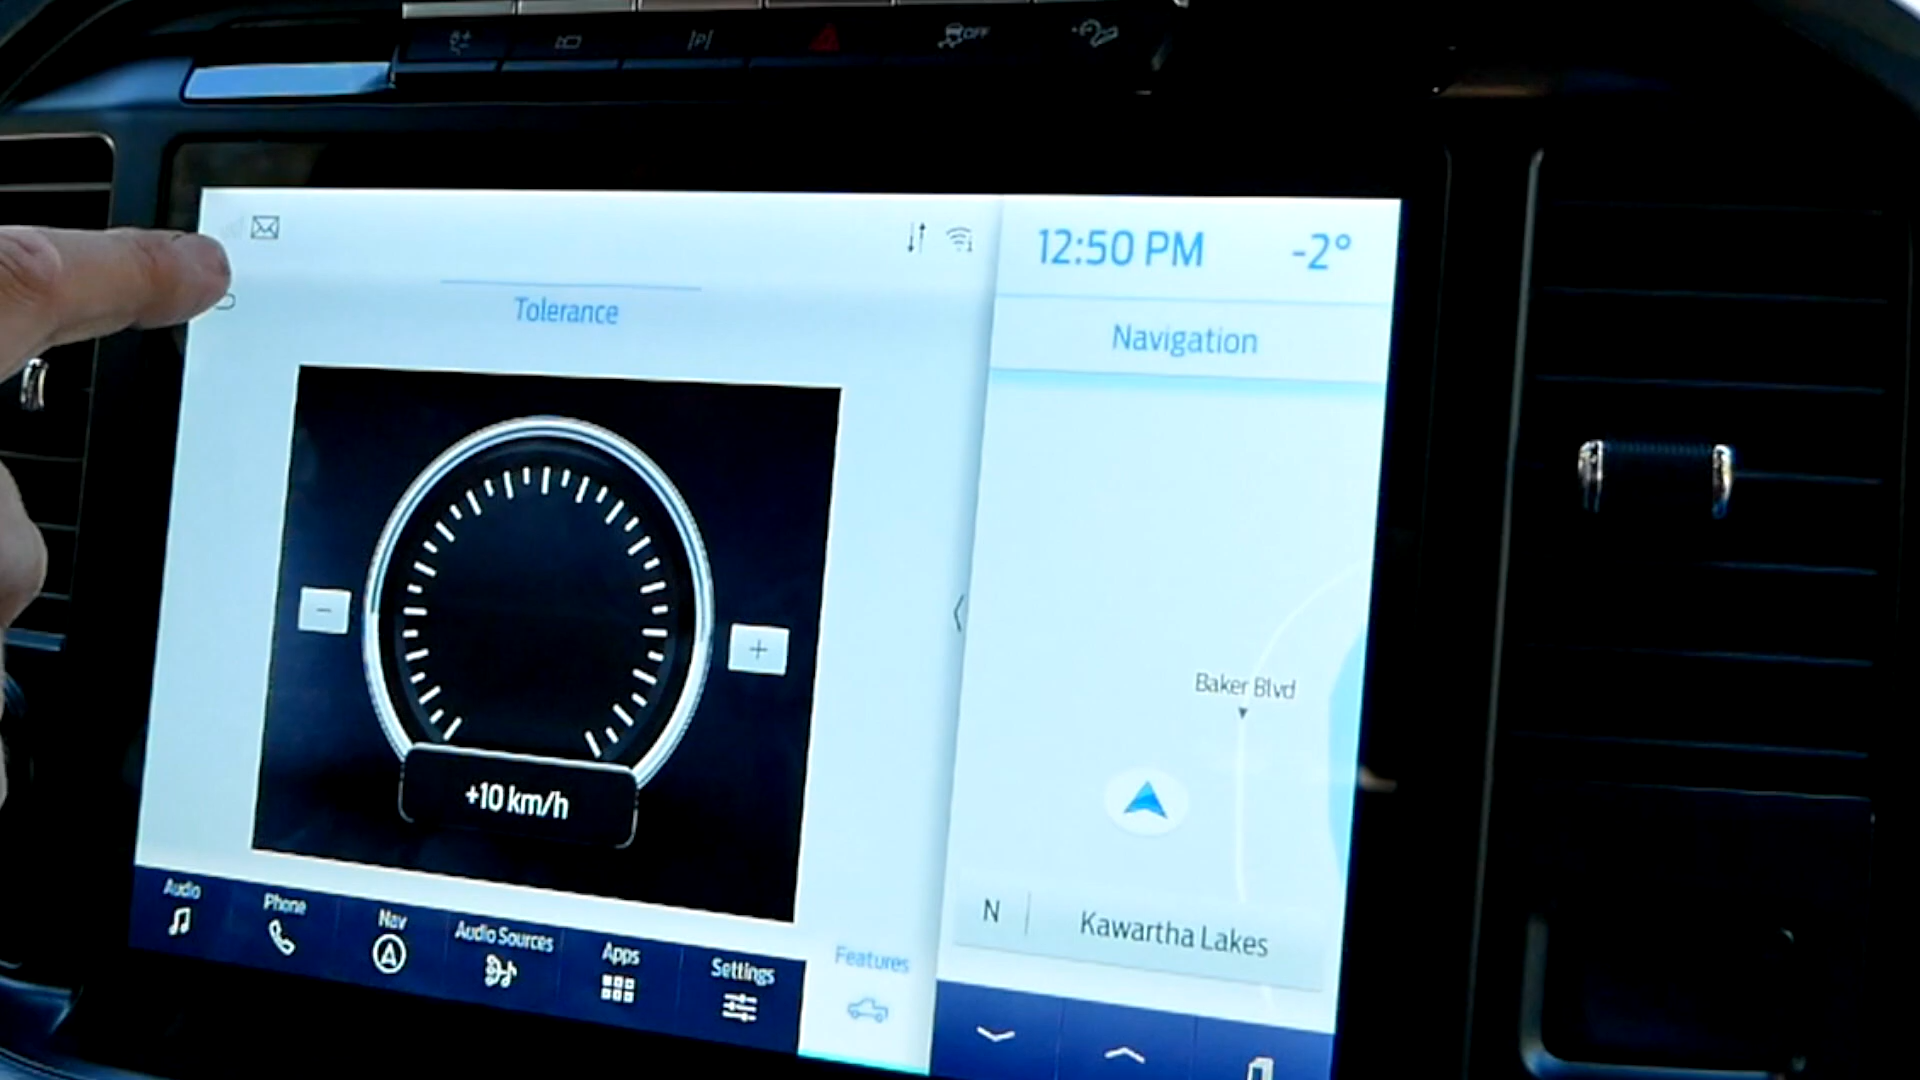 P
OFF
12:50 PM -2°
Tolerance
Navigation
-
+
+10 km/h
Baker Blvd
N Kawartha Lakes
Audio
Phone
Nav
Audio Sources
Apps
Settings
Features